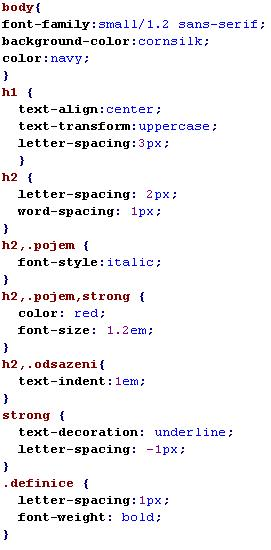 body{
font-family:small/1.2 sans-serif;
background-color:cornsilk;
color:navy;
}
h1 {
  text-align:center;
  text-transform:uppercase;
  letter-spacing:3px;
  }
h2 {
  letter-spacing: 2px;
  word-spacing: 1px;
}
h2,.pojem {
  font-style:italic;
}
h2,.pojem,strong {
  color: red;
  font-size: 1.2em;
}
h2,.odsazeni{
  text-indent:1em;
}
strong {
  text-decoration: underline;
  letter-spacing: -1px;
}
.definice {
  letter-spacing:1px;
  font-weight: bold;
}